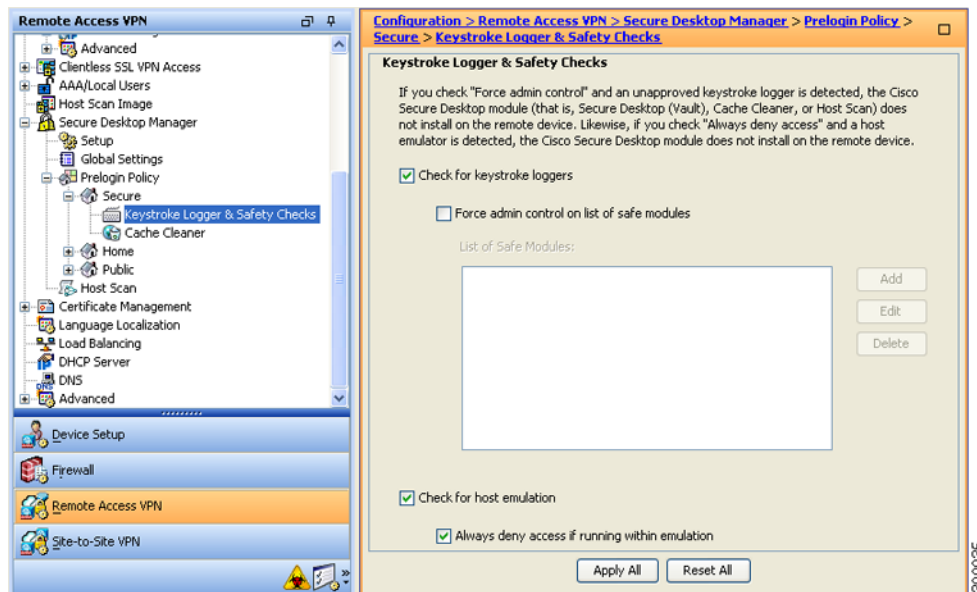 Remote Access VPN
Advanced
Clientless SSL VPN Access
AAA/Local Users
Host Scan Image
Secure Desktop Manager
Setup
Global Settings
Prelogin Policy
Secure
Keystroke Logger & Safety Checks
Cache Cleaner
Home
Public
Host Scan
Certificate Management
Language Localization
Load Balancing
DHCP Server
DNS
Advanced
Device Setup
Firewall
Remote Access VPN
Site-to-Site VPN
Configuration > Remote Access VPN > Secure Desktop Manager > Prelogin Policy >
Secure > Keystroke Logger & Safety Checks
Keystroke Logger & Safety Checks
If you check "Force admin control" and an unapproved keystroke logger is detected, the Cisco
Secure Desktop module (that is, Secure Desktop (Vault), Cache Cleaner, or Host Scan) does
not install on the remote device. Likewise, if you check "Always deny access" and a host
emulator is detected, the Cisco Secure Desktop module does not install on the remote device.
Check for keystroke loggers
Force admin control on list of safe modules
List of Safe Modules:
Add
Edit
Delete
Check for host emulation
Always deny access if running within emulation
Apply All
Reset All